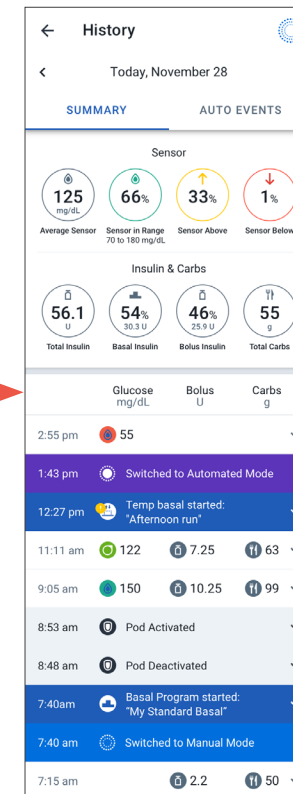 History
Today, November 28
SUMMARY AUTO EVENTS
Sensor
125 66% 33% 1%
mg/dL
Average Sensor Sensor in Range Sensor Above Sensor Below
70 to 180 mg/dL
Insulin & Carbs
56.1 54% 46% 55
U 30.3 U 25.9 U g
Total Insulin Basal Insulin Bolus Insulin Total Carbs
Glucose Bolus Carbs
mg/dL U g
2:55 pm 55
1:43 pm Switched to Automated Mode
12:27 pm Temp basal started:
"Afternoon run"
11:11 am 122 7.25 63
9:05 am 150 10.25 99
8:53 am Pod Activated
8:48 am Pod Deactivated
7:40am Basal Program started:
"My Standard Basal"
7:40 am Switched to Manual Mode
7:15 am 2.2 50